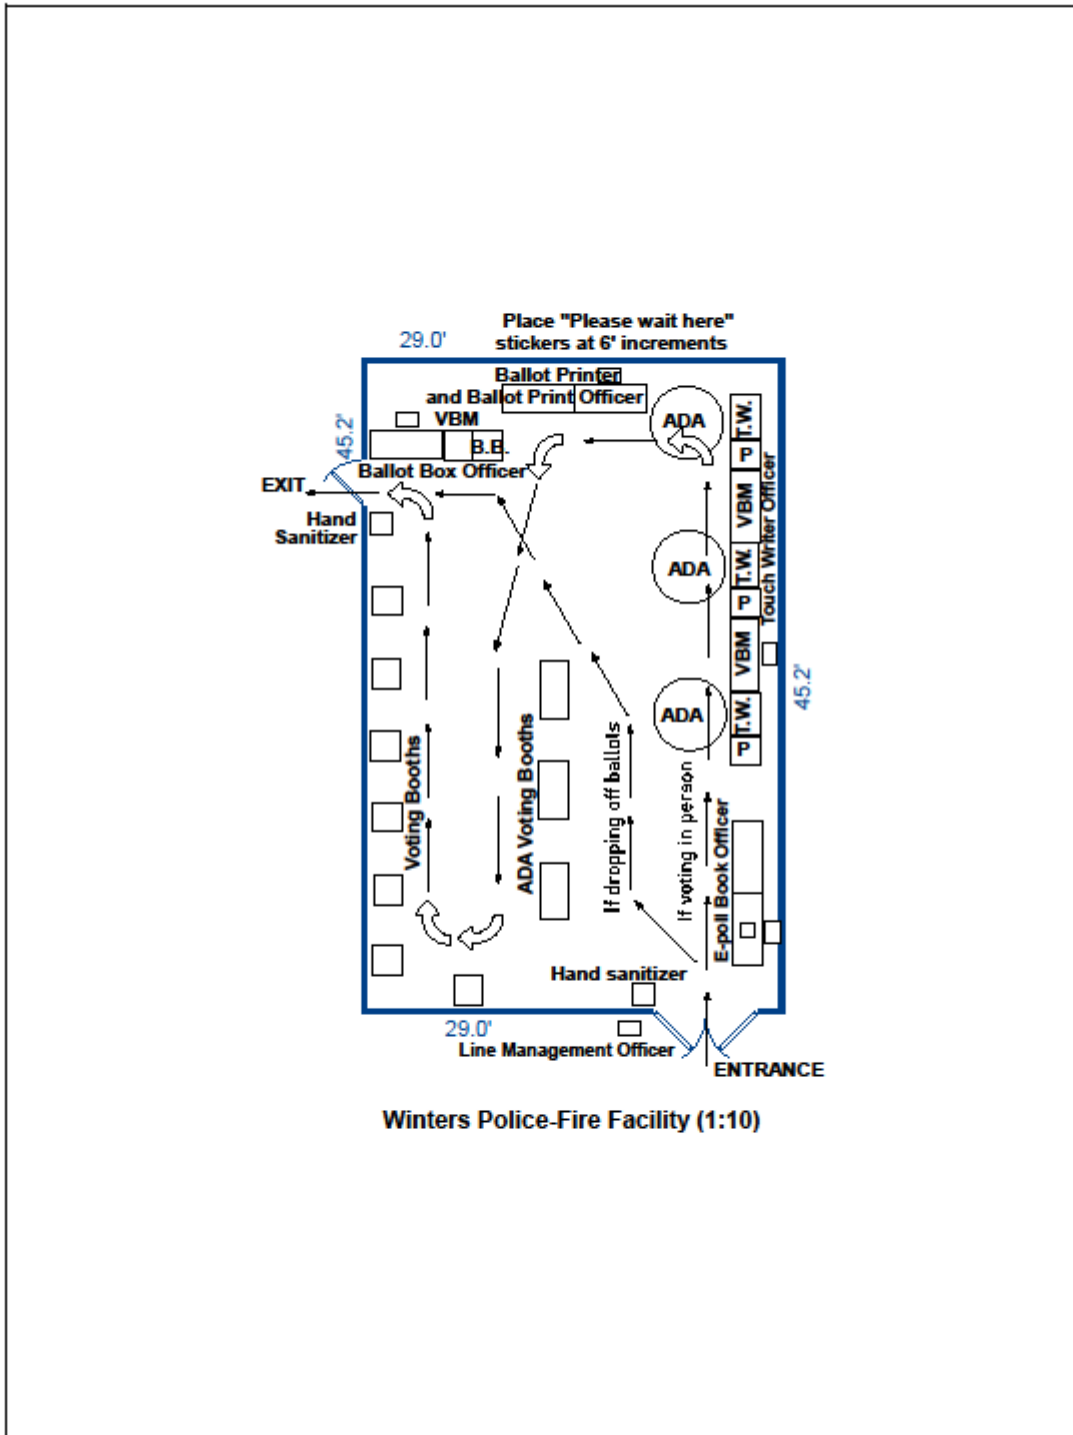 Place "Please wait here"
stickers at 6' increments
29.0'
Ballot Printer
and Ballot Print Officer
ADA
T.W.
P
VBM
T.W.
P
VBM
T.W.
P
Touch Writer Officer
VBM
B.B.
Ballot Box Officer
45.2'
EXIT
Hand
Sanitizer
ADA
ADA
45.2'
Voting Booths
ADA Voting Booths
If dropping off ballots
If voting in person
E-poll Book Officer
Hand sanitizer
29.0'
Line Management Officer
ENTRANCE
Winters Police-Fire Facility (1:10)